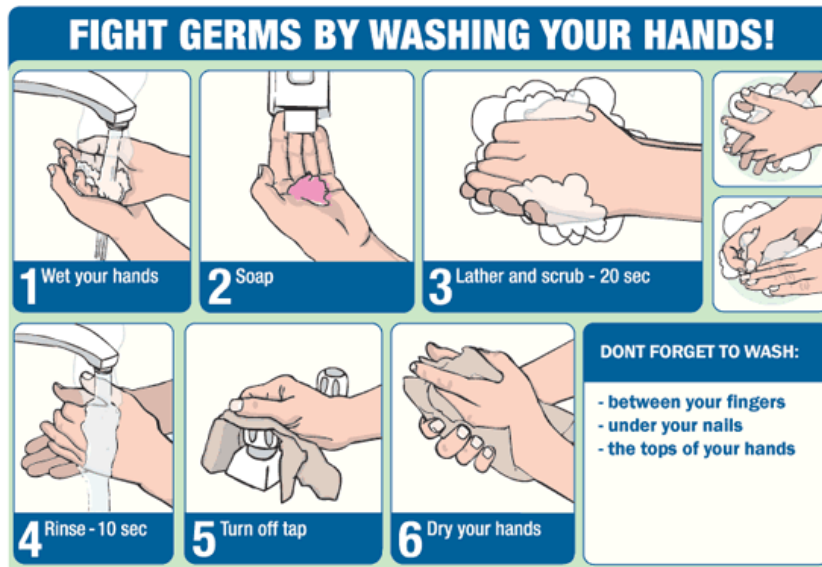 FIGHT GERMS BY WASHING YOUR HANDS!
1 Wet your hands
2 Soap
3 Lather and scrub - 20 sec
4 Rinse - 10 sec
5 Turn off tap
6 Dry your hands
DONT FORGET TO WASH:
- between your fingers
- under your nails
- the tops of your hands